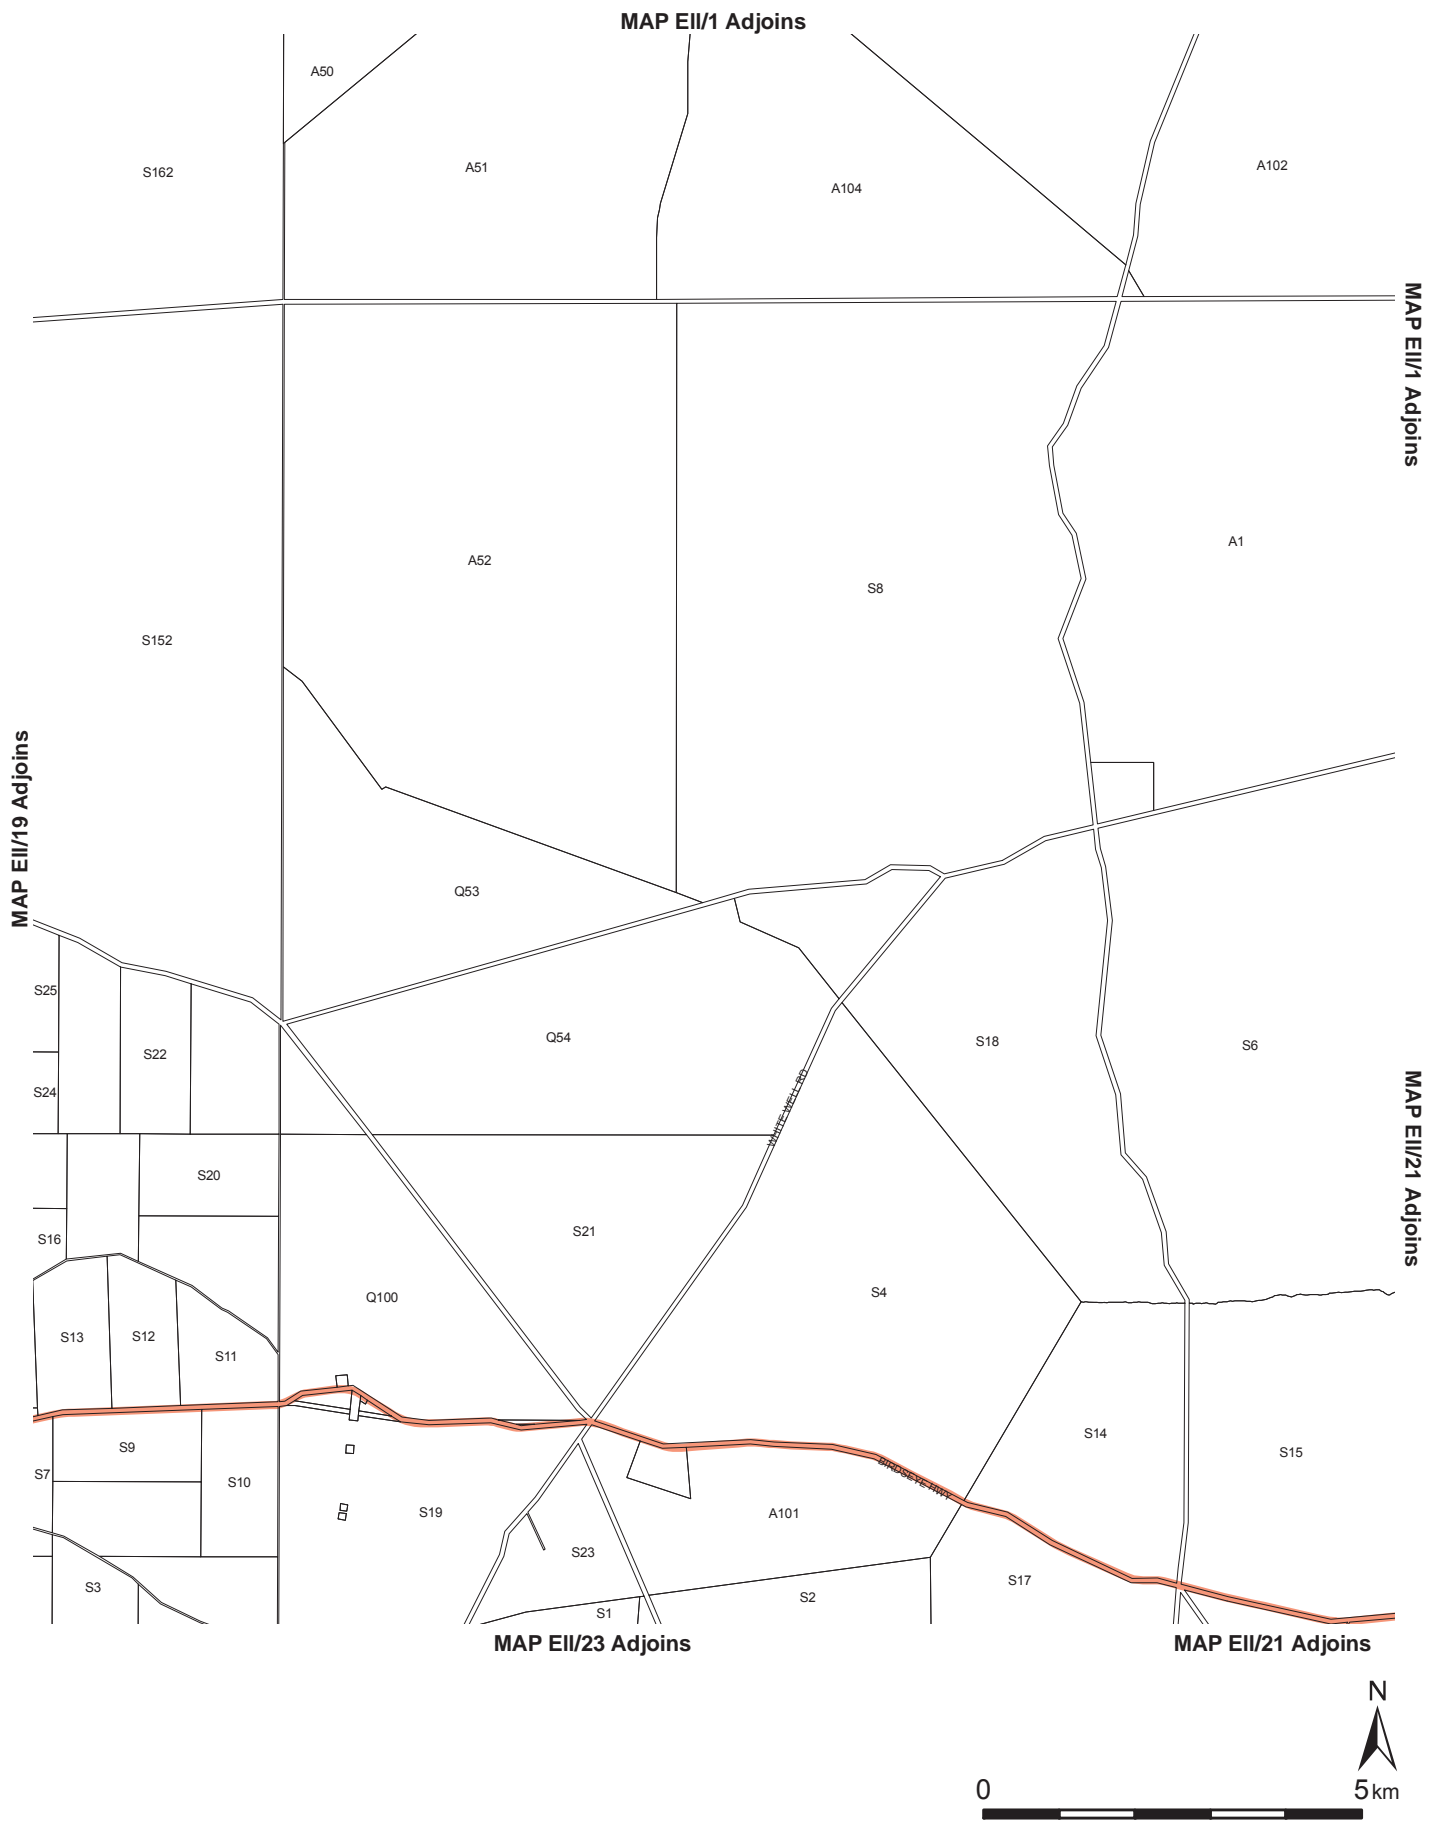 MAP EII/1 Adjoins
A50
S162
A51
A104
A102
MAP EII/1 Adjoins
A52
A1
S8
S152
MAP EII/19 Adjoins
Q53
S25
Q54
S18
S6
S22
S24
WHITE WELL RD
MAP EII/21 Adjoins
S20
S21
S16
S4
Q100
S13
S12
S11
S14
S9
S15
S7
S10
BIRDSEYE HWY
S19
A101
S23
S17
S3
S2
S1
MAP EII/23 Adjoins
MAP EII/21 Adjoins
N
0
5 km